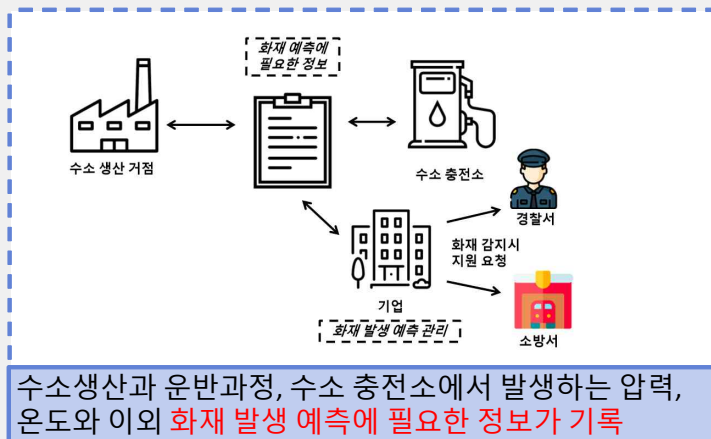 화재 예측에
필요한 정보
수소 생산 거점
수소 충전소
경찰서
화재 감지시
지원 요청
기업
화재 발생 예측 관리
소방서
수소생산과 운반과정, 수소 충전소에서 발생하는 압력,
온도와 이외 화재 발생 예측에 필요한 정보가 기록